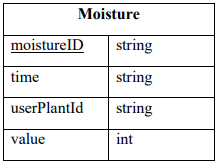 Moisture
moistureID string
time string
userPlantId string
value int